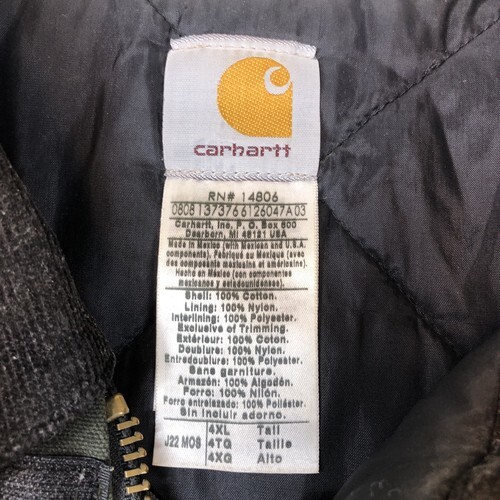 carhartt
RN# 14806
0808 137376 6126047A03
Carhartt, Inc. P. O. Box 600
Dearborn, MI 48121 USA
Made in Mexico (with Mexican and U.S.A.
components). Fabriqué au Mexique (avec
des composants mexicains et américains).
Hecho en México (con componentes
mexicanos y estadounidenses).
Shell: 100% Cotton.
Lining: 100% Nylon.
Interlining: 100% Polyester.
Exclusive of Trimming.
Extérieur: 100% Coton.
Doublure: 100% Nylon.
Entredoublure: 100% Polyester.
Sans garniture.
Armazón: 100% Algodón.
Forro: 100% Nilón.
Forro entrelazado: 100% Poliéster.
Sin incluir adorno.
4XL Tall
J22 MOS 4TG Taille
4XG Alto